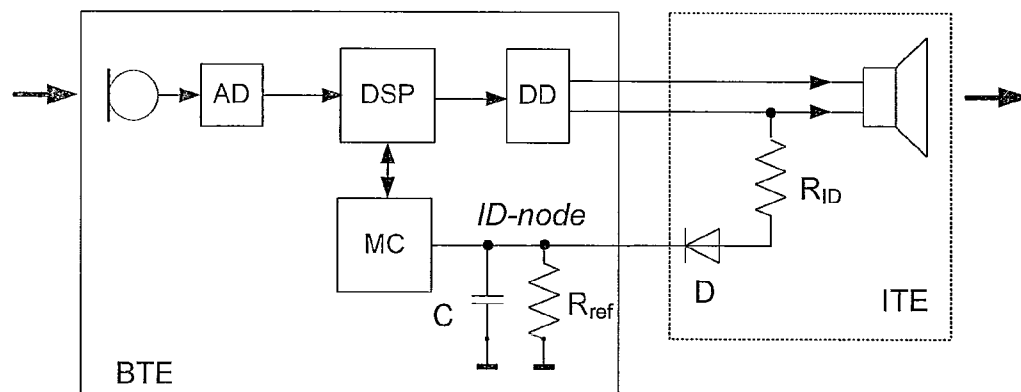 AD
DSP
DD
R_ID
ID-node
MC
D
C
R_ref
ITE
BTE